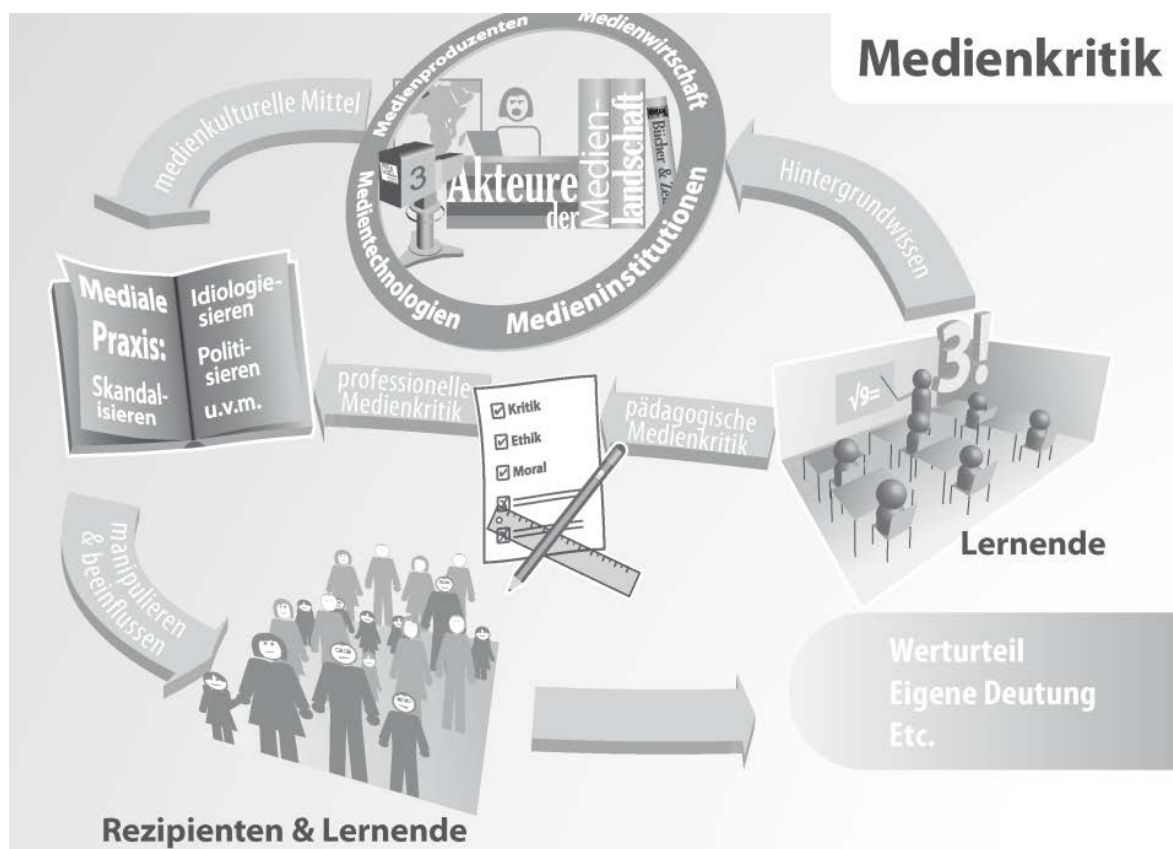 Medienkritik
Medienproduzenten
Medienwirtschaft
Medientechnologien
Medieninstitutionen
3
Akteure
der
Medien-
landschaft
Bücher &
medienkulturelle Mittel
Hintergrundwissen
Mediale
Praxis:
Skandal-
isieren
Idiologie-
sieren
Politi-
sieren
u.v.m.
professionelle
Medienkritik
Kritik
Ethik
Moral
pädagogische
Medienkritik
√9=
3!
Lernende
manipulieren
& beeinflussen
Werturteil
Eigene Deutung
Etc.
Rezipienten & Lernende